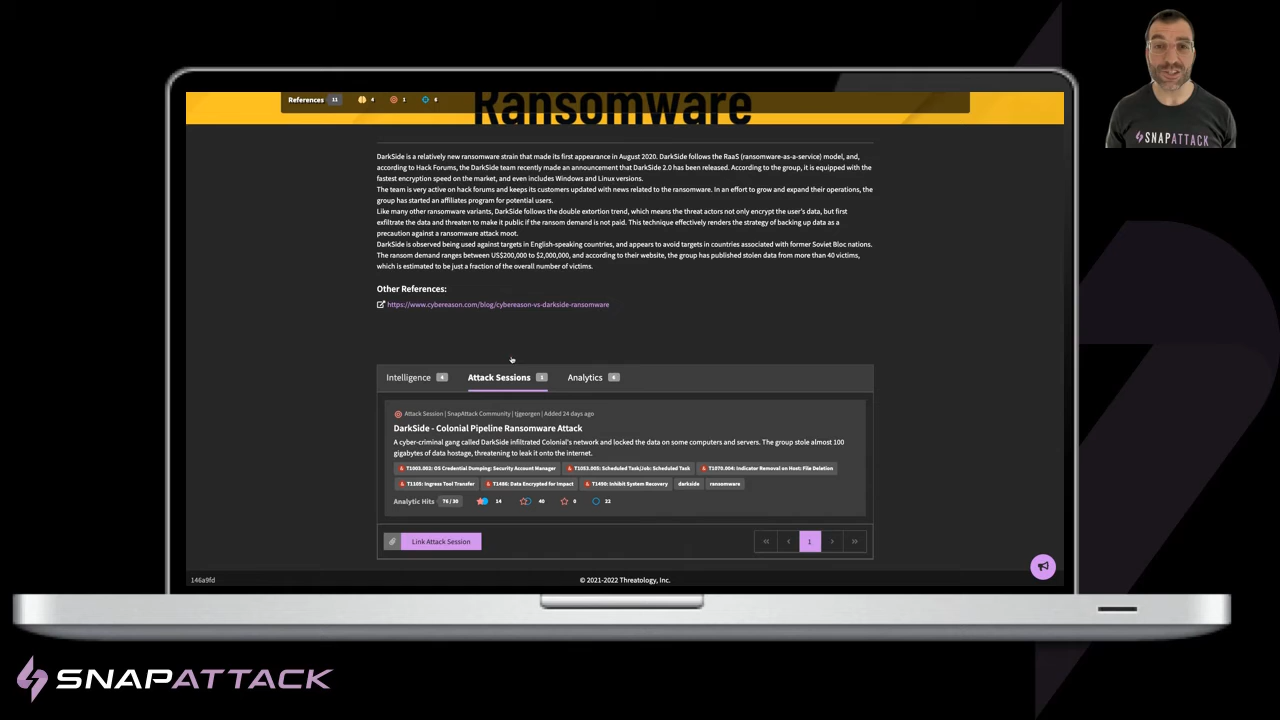 References 11 4 1 6
Ransomware
DarkSide is a relatively new ransomware strain that made its first appearance in August 2020. DarkSide follows the RaaS (ransomware-as-a-service) model, and,
according to Hack Forums, the DarkSide team recently made an announcement that DarkSide 2.0 has been released. According to the group, it is equipped with the
fastest encryption speed on the market, and even includes Windows and Linux versions.
The team is very active on hack forums and keeps its customers updated with news related to the ransomware. In an effort to grow and expand their operations, the
group has started an affiliates program for potential users.
Like many other ransomware variants, DarkSide follows the double extortion trend, which means the threat actors not only encrypt the user's data, but first
exfiltrate the data and threaten to make it public if the ransom demand is not paid. This technique effectively renders the strategy of backing up data as a
precaution against a ransomware attack moot.
DarkSide is observed being used against targets in English-speaking countries, and appears to avoid targets in countries associated with former Soviet Bloc nations.
The ransom demand ranges between US$200,000 to $2,000,000, and according to their website, the group has published stolen data from more than 40 victims,
which is estimated to be just a fraction of the overall number of victims.
Other References:
https://www.cybereason.com/blog/cybereason-vs-darkside-ransomware
Intelligence 4 Attack Sessions 1 Analytics 6
Attack Session | SnapAttack Community | tjgeorgen | Added 24 days ago
DarkSide - Colonial Pipeline Ransomware Attack
A cyber-criminal gang called DarkSide infiltrated Colonial's network and locked the data on some computers and servers. The group stole almost 100
gigabytes of data hostage, threatening to leak it onto the internet.
T1003.002: OS Credential Dumping: Security Account Manager T1053.005: Scheduled Task/Job: Scheduled Task T1070.004: Indicator Removal on Host: File Deletion
T1105: Ingress Tool Transfer T1486: Data Encrypted for Impact T1490: Inhibit System Recovery darkside ransomware
Analytic Hits 76 / 30 14 40 0 22
Link Attack Session « ‹ 1 › »
146a9fd © 2021-2022 Threatology, Inc.
SNAPATTACK
SNAPATTACK